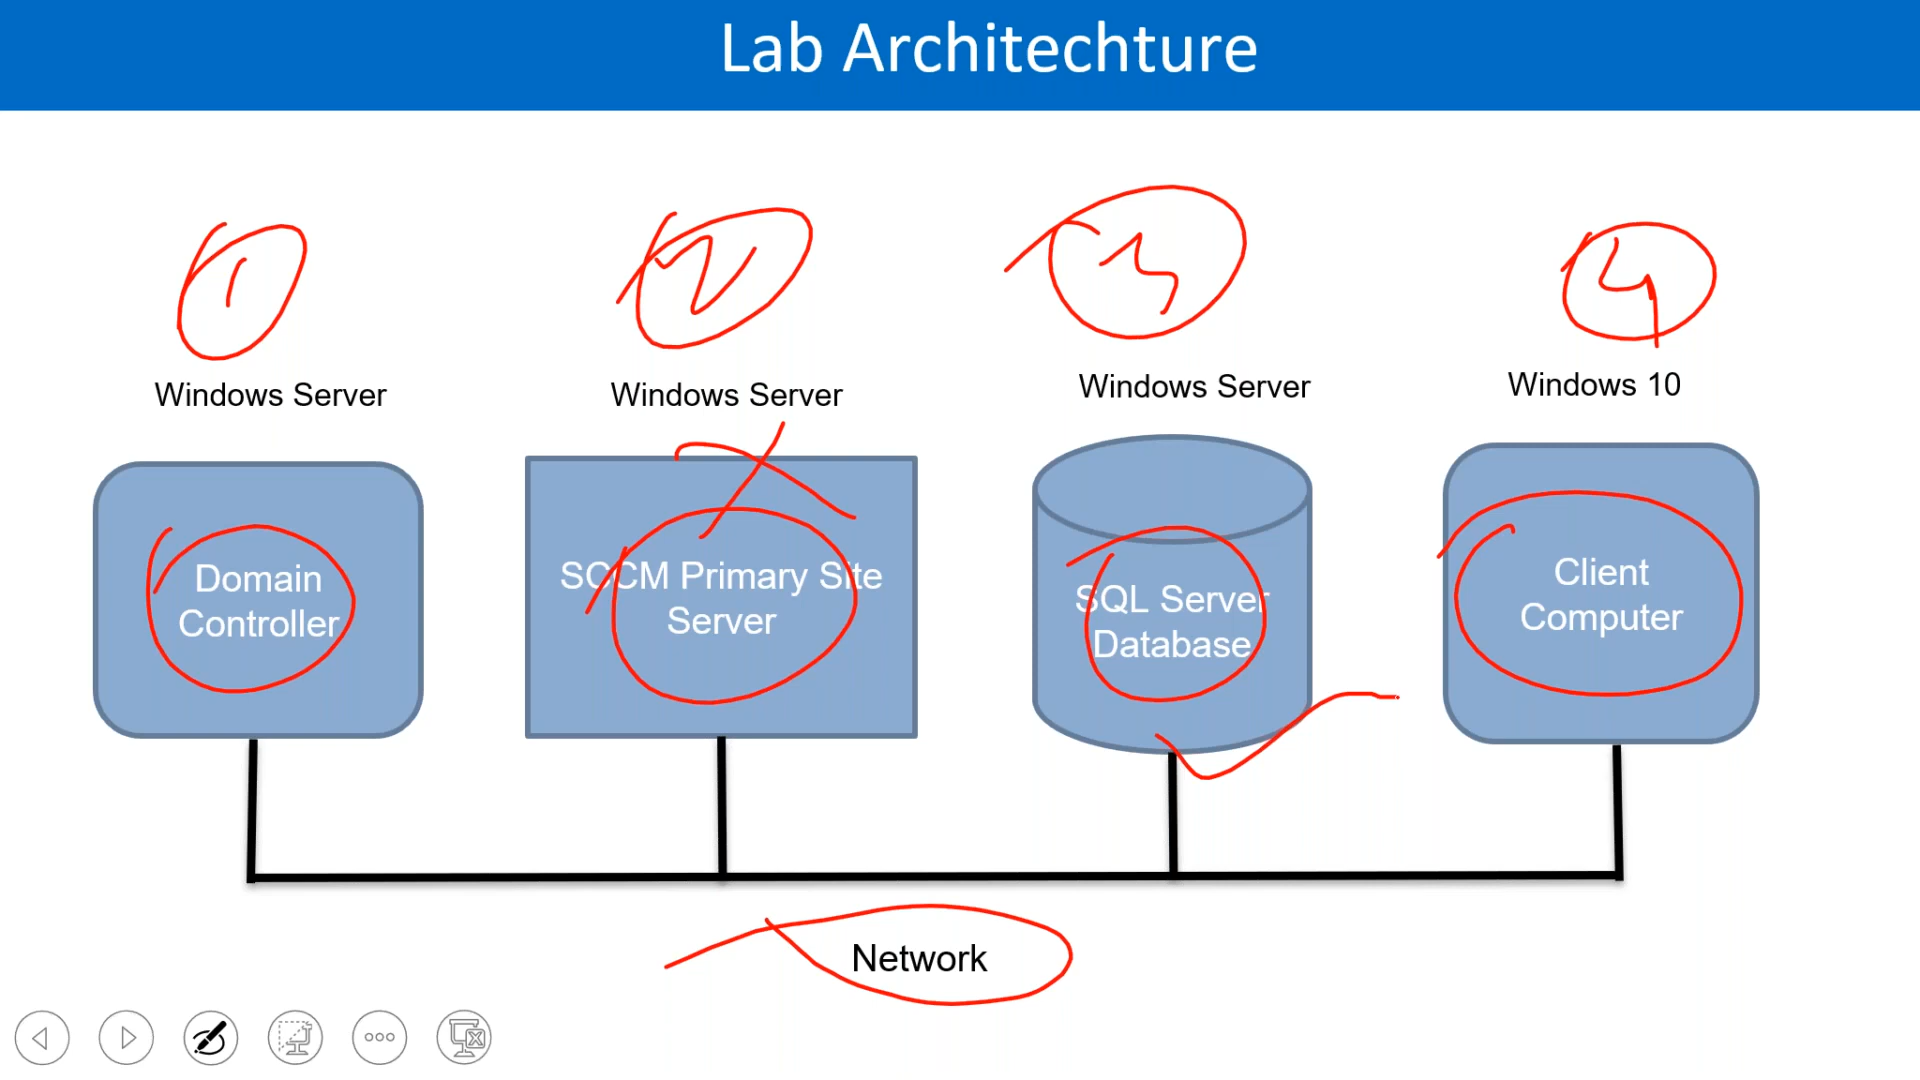 Lab Architechture
1
2
3
4
Windows Server
Windows Server
Windows Server
Windows 10
Domain
Controller
SCCM Primary Site
Server
SQL Server
Database
Client
Computer
Network